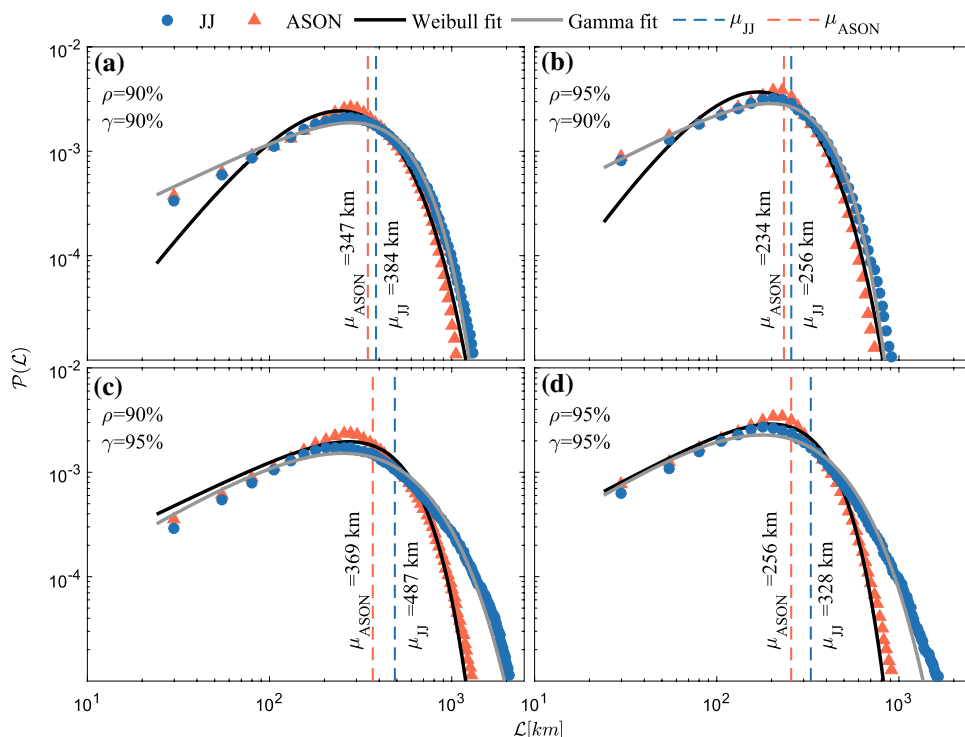 JJ ASON Weibull fit Gamma fit μJJ μASON
10⁻² (a) (b)
ρ=90% ρ=95%
γ=90% γ=90%
10⁻³
10⁻⁴
μASON =347 km
μJJ =384 km
μASON =234 km
μJJ =256 km
𝒫(ℒ)
10⁻² (c) (d)
ρ=90% ρ=95%
γ=95% γ=95%
10⁻³
10⁻⁴
μASON =369 km
μJJ =487 km
μASON =256 km
μJJ =328 km
10¹ 10² 10³ 10¹ 10² 10³
ℒ[km]